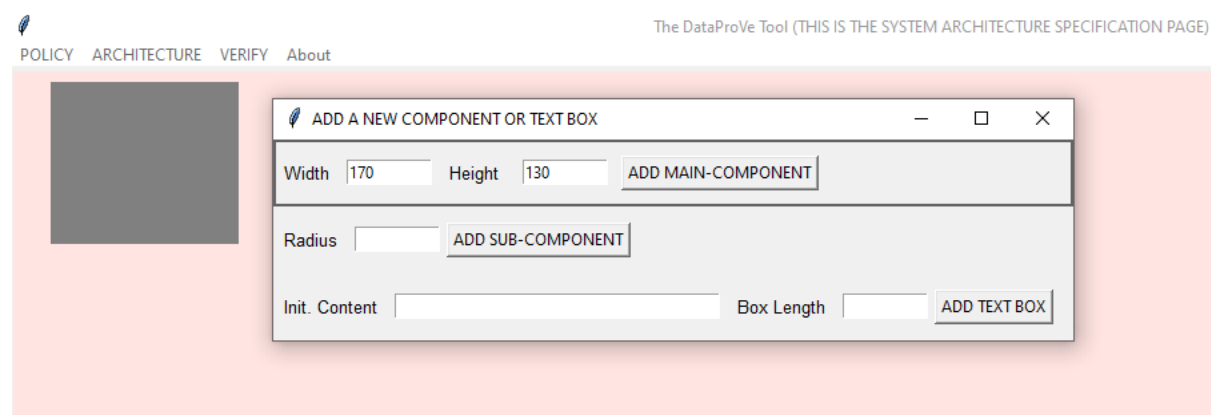 The DataProVe Tool (THIS IS THE SYSTEM ARCHITECTURE SPECIFICATION PAGE)
POLICY ARCHITECTURE VERIFY About
ADD A NEW COMPONENT OR TEXT BOX
Width 170 Height 130 ADD MAIN-COMPONENT
Radius ADD SUB-COMPONENT
Init. Content Box Length ADD TEXT BOX